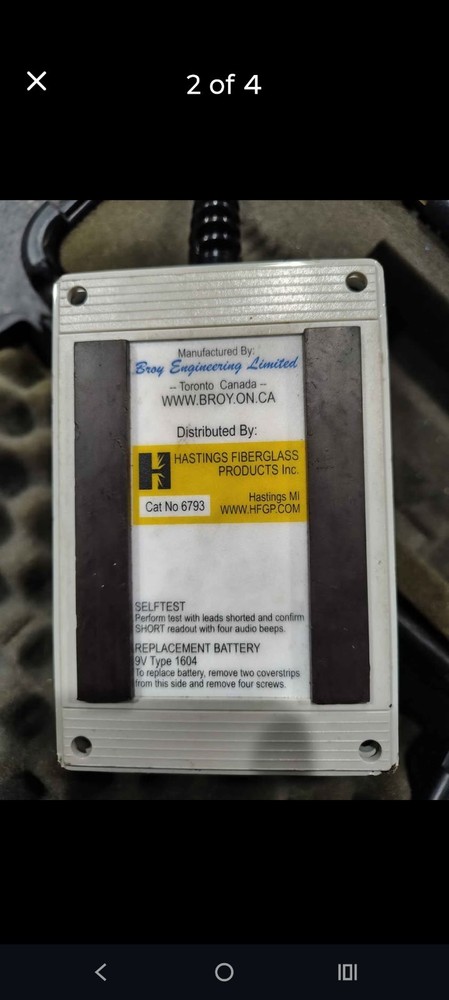 2 of 4
Manufactured By:
Broy Engineering Limited
-- Toronto Canada --
WWW.BROY.ON.CA
Distributed By:
HASTINGS FIBERGLASS
PRODUCTS Inc.
Cat No 6793
Hastings MI
WWW.HFGP.COM
SELFTEST
Perform test with leads shorted and confirm
SHORT readout with four audio beeps.
REPLACEMENT BATTERY
9V Type 1604
To replace battery, remove two coverstrips
from this side and remove four screws.